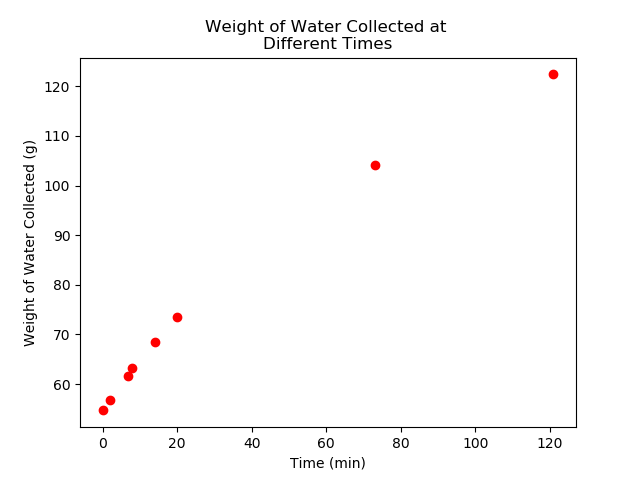 Weight of Water Collected at
Different Times
120
110
100
90
80
70
60
Weight of Water Collected (g)
0 20 40 60 80 100 120
Time (min)